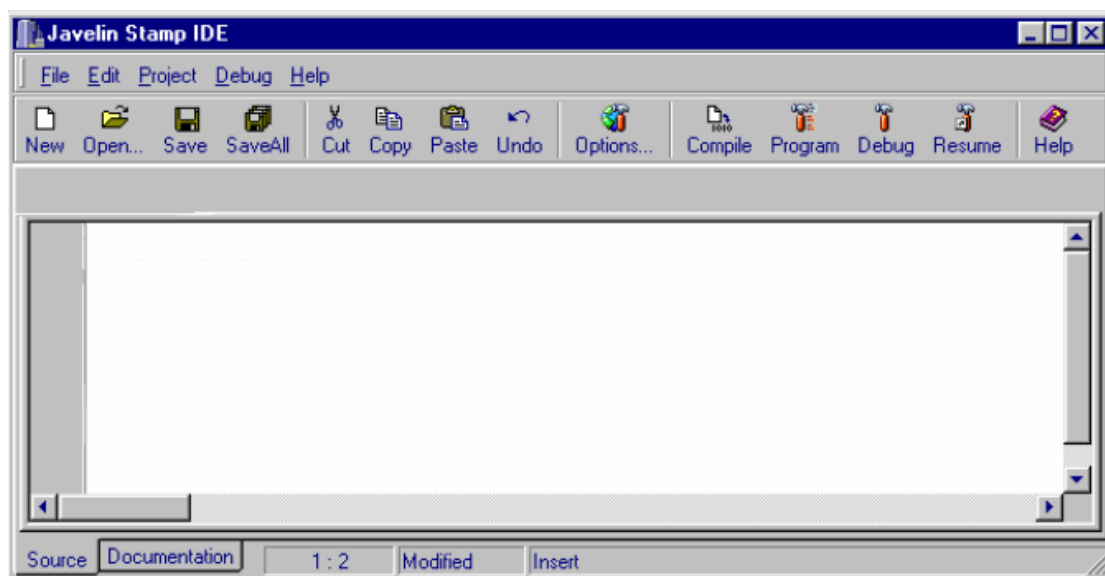 Javelin Stamp IDE
File Edit Project Debug Help
New Open... Save SaveAll Cut Copy Paste Undo Options... Compile Program Debug Resume Help
Source Documentation 1 : 2 Modified Insert